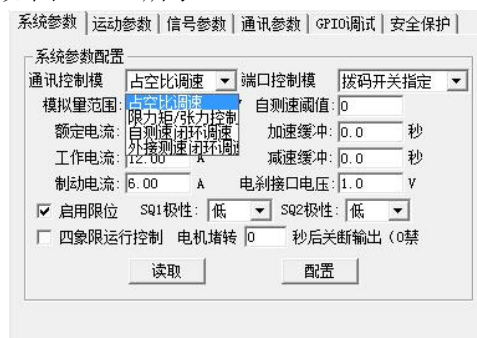 系统参数 运动参数 信号参数 通讯参数 GPIO调试 安全保护
系统参数配置
通讯控制模 占空比调速 端口控制模 拨码开关指定
模拟量范围: 占空比调速 自测速阈值: 0
限力矩/张力控制
额定电流: 自测速闭环调速 加速缓冲: 0.0 秒
外接测速闭环调速
工作电流: 12.00 A 减速缓冲: 0.0 秒
制动电流: 6.00 A 电刹接口电压: 1.0 V
启用限位 SQ1极性: 低 SQ2极性: 低
四象限运行控制 电机堵转 0 秒后关断输出（0禁
读取 配置